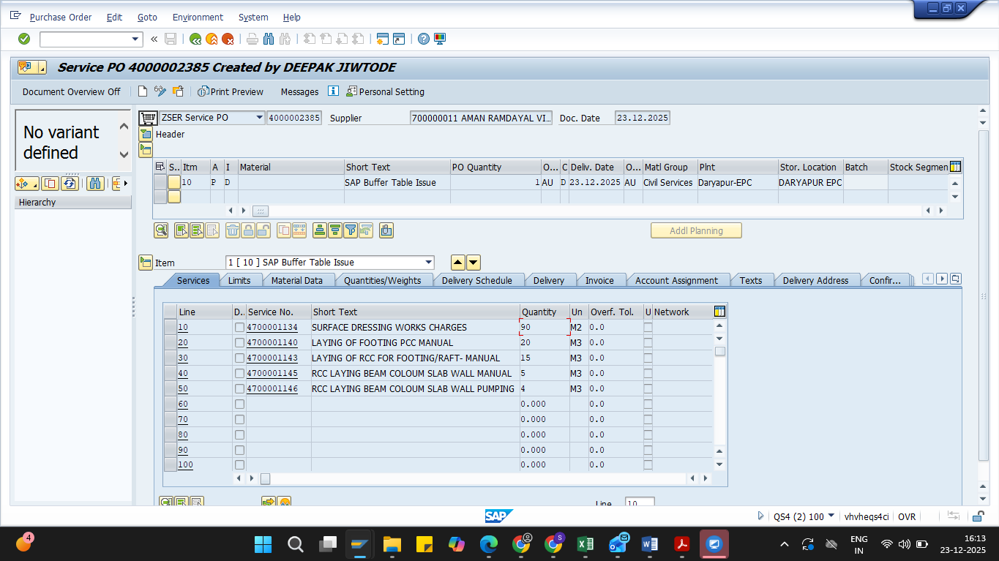 Purchase Order Edit Goto Environment System Help
Service PO 4000002385 Created by DEEPAK JIWTODE
Document Overview Off Print Preview Messages Personal Setting
No variant defined
Hierarchy
ZSER Service PO 4000002385 Supplier 700000011 AMAN RAMDAYAL VI... Doc. Date 23.12.2025
Header
S.. Itm A I Material Short Text PO Quantity O... C Deliv. Date O... Matl Group Plnt Stor. Location Batch Stock Segmen
10 P D SAP Buffer Table Issue 1 AU D 23.12.2025 AU Civil Services Daryapur-EPC DARYAPUR EPC
Addl Planning
Item 1 [ 10 ] SAP Buffer Table Issue
Services Limits Material Data Quantities/Weights Delivery Schedule Delivery Invoice Account Assignment Texts Delivery Address Confir...
Line D.. Service No. Short Text Quantity Un Overf. Tol. U Network
10 4700001134 SURFACE DRESSING WORKS CHARGES 90 M2 0.0
20 4700001140 LAYING OF FOOTING PCC MANUAL 20 M3 0.0
30 4700001143 LAYING OF RCC FOR FOOTING/RAFT- MANUAL 15 M3 0.0
40 4700001145 RCC LAYING BEAM COLOUM SLAB WALL MANUAL 5 M3 0.0
50 4700001146 RCC LAYING BEAM COLOUM SLAB WALL PUMPING 4 M3 0.0
60 0.000 0.0
70 0.000 0.0
80 0.000 0.0
90 0.000 0.0
100 0.000 0.0
Line 10
SAP QS4 (2) 100 vhvheqs4ci OVR
4 S ENG IN 16:13
23-12-2025